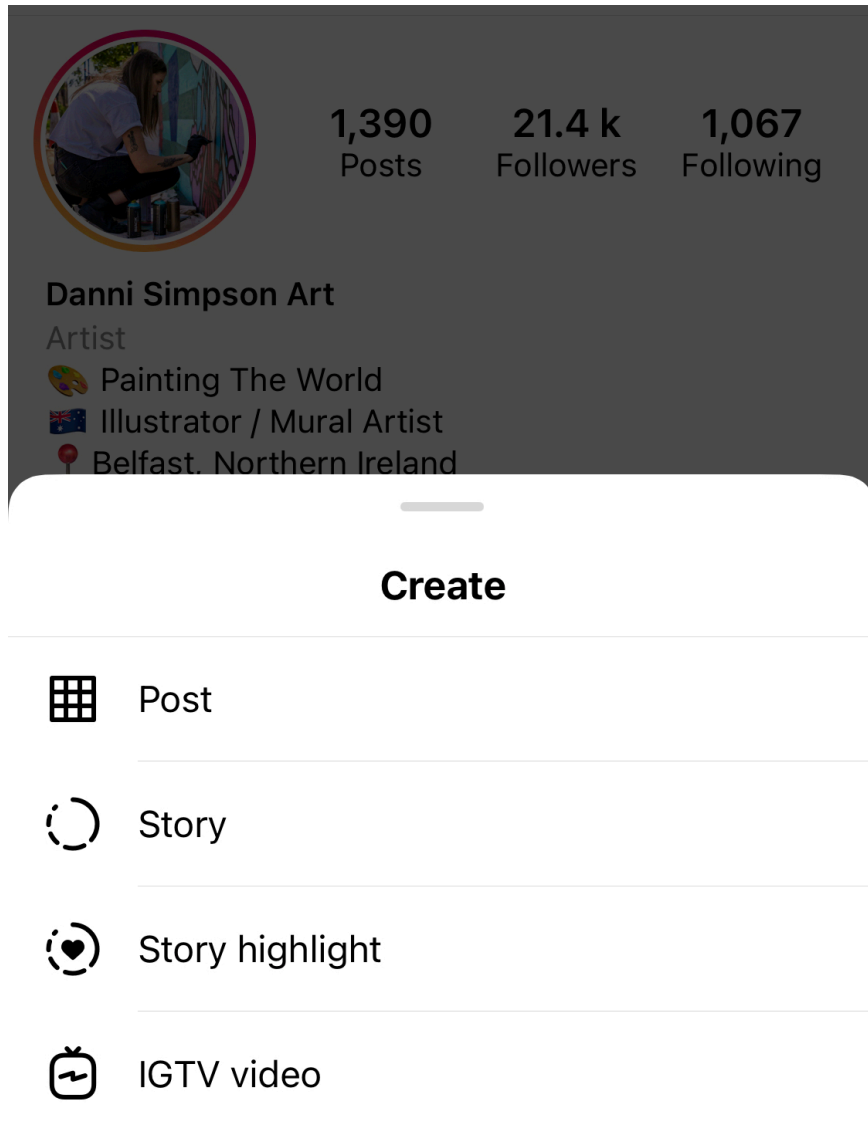 1,390 21.4 k 1,067
Posts Followers Following
Danni Simpson Art
Artist
🎨 Painting The World
🇦🇺 Illustrator / Mural Artist
📍 Belfast, Northern Ireland
Create
Post
Story
Story highlight
IGTV video